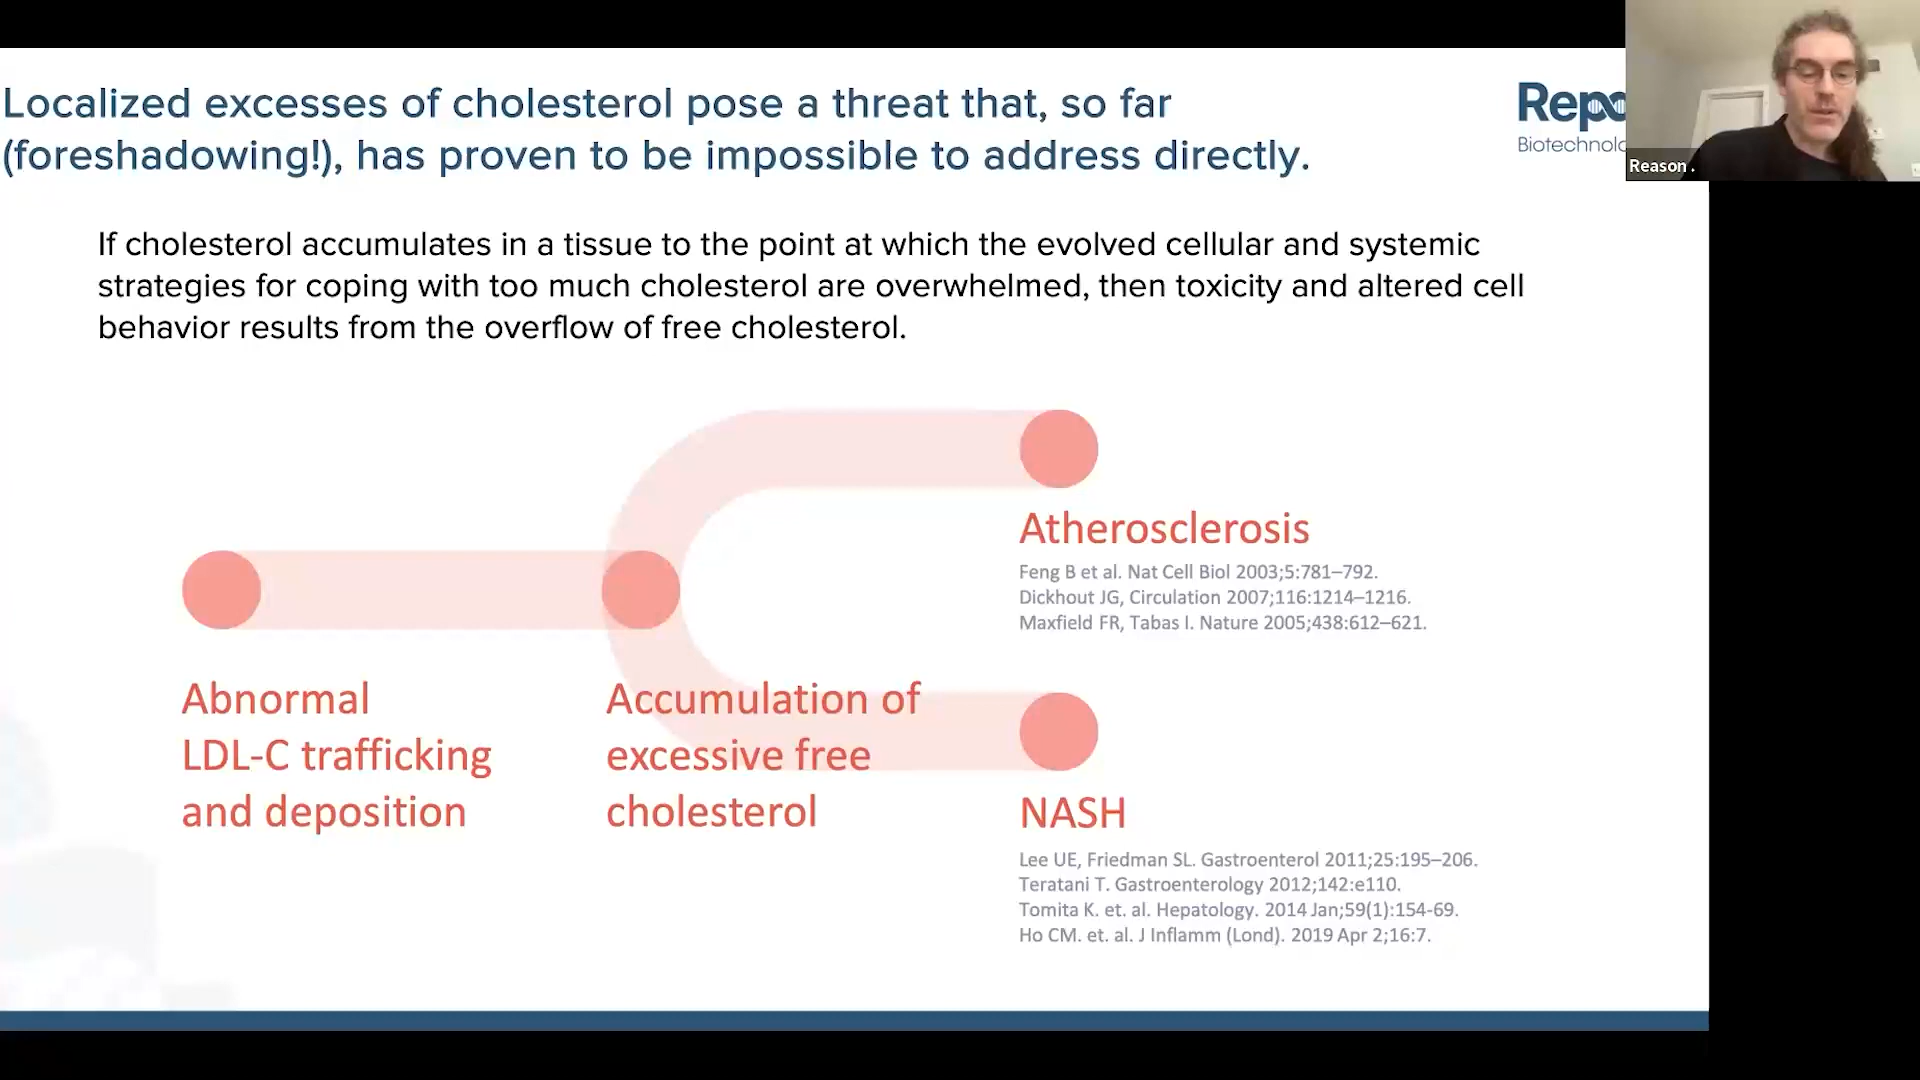 Localized excesses of cholesterol pose a threat that, so far
(foreshadowing!), has proven to be impossible to address directly.
Repo
Biotechnolo
Reason .
If cholesterol accumulates in a tissue to the point at which the evolved cellular and systemic
strategies for coping with too much cholesterol are overwhelmed, then toxicity and altered cell
behavior results from the overflow of free cholesterol.
Atherosclerosis
Feng B et al. Nat Cell Biol 2003;5:781–792.
Dickhout JG, Circulation 2007;116:1214–1216.
Maxfield FR, Tabas I. Nature 2005;438:612–621.
Abnormal
LDL-C trafficking
and deposition
Accumulation of
excessive free
cholesterol
NASH
Lee UE, Friedman SL. Gastroenterol 2011;25:195–206.
Teratani T. Gastroenterology 2012;142:e110.
Tomita K. et. al. Hepatology. 2014 Jan;59(1):154-69.
Ho CM. et. al. J Inflamm (Lond). 2019 Apr 2;16:7.